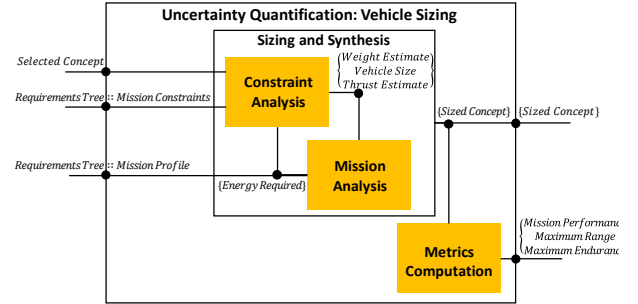 Uncertainty Quantification: Vehicle Sizing
Sizing and Synthesis
Selected Concept
Constraint
Analysis
Weight Estimate
Vehicle Size
Thrust Estimate
Requirements Tree :: Mission Constraints
{Sized Concept}
{Sized Concept}
Requirements Tree :: Mission Profile
{Energy Required}
Mission
Analysis
Metrics
Computation
Mission Performanc
Maximum Range
Maximum Enduranc